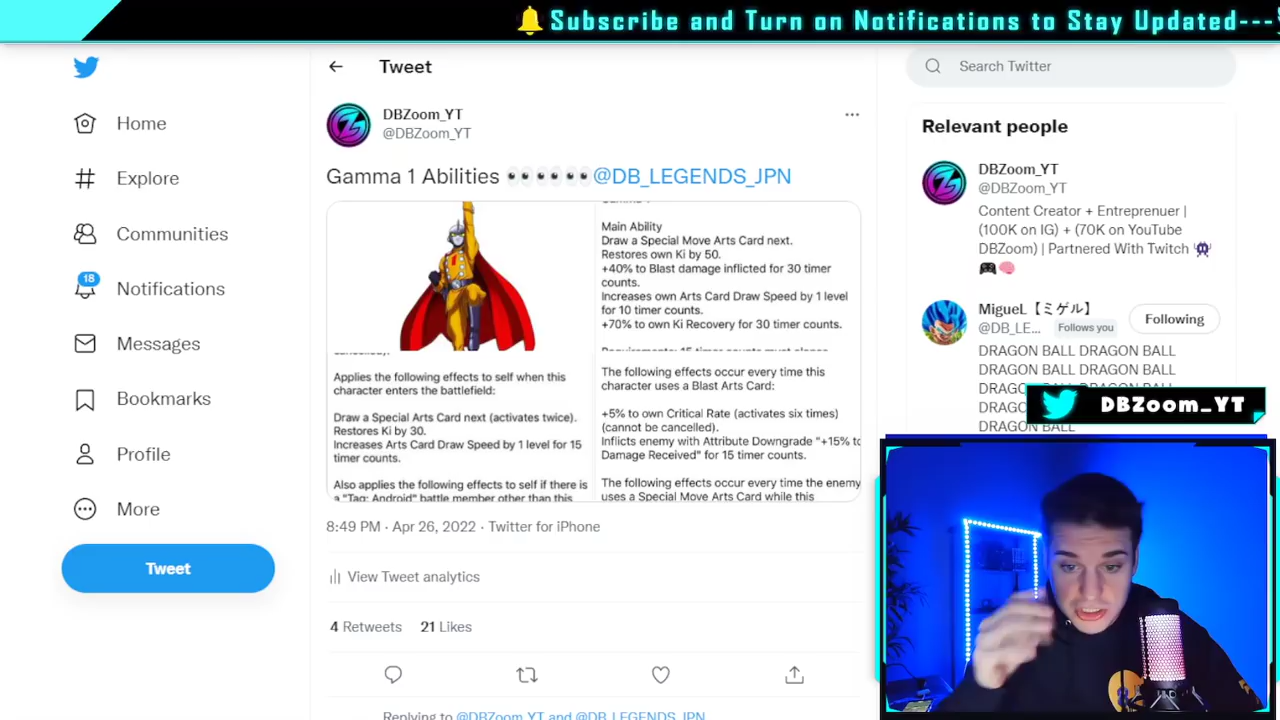 🔔 Subscribe and Turn on Notifications to Stay Updated---
Home
Explore
Communities
18
Notifications
Messages
Bookmarks
Profile
More
Tweet
Tweet
DBZoom_YT
@DBZoom_YT
Gamma 1 Abilities 👀👀👀@DB_LEGENDS_JPN
Main Ability
Draw a Special Move Arts Card next.
Restores own Ki by 50.
+40% to Blast damage inflicted for 30 timer
counts.
Increases own Arts Card Draw Speed by 1 level
for 10 timer counts.
+70% to own Ki Recovery for 30 timer counts.
Applies the following effects to self when this
character enters the battlefield:
Draw a Special Arts Card next (activates twice).
Restores Ki by 30.
Increases Arts Card Draw Speed by 1 level for 15
timer counts.
Also applies the following effects to self if there is
a "Tag: Android" battle member other than this
The following effects occur every time this
character uses a Blast Arts Card:
+5% to own Critical Rate (activates six times)
(cannot be cancelled).
Inflicts enemy with Attribute Downgrade "+15% to
Damage Received" for 15 timer counts.
The following effects occur every time the enemy
uses a Special Move Arts Card while this
8:49 PM · Apr 26, 2022 · Twitter for iPhone
View Tweet analytics
4 Retweets 21 Likes
Replying to @DBZoom_YT and @DB_LEGENDS_JPN
Search Twitter
Relevant people
DBZoom_YT
@DBZoom_YT
Content Creator + Entreprenuer |
(100K on IG) + (70K on YouTube
DBZoom) | Partnered With Twitch
MigueL【ミゲル】
@DB_LE... Follows you
Following
DRAGON BALL DRAGON BALL
DRAGON BALL DRAGON BALL
DRAG
DRAG
DRAGON BALL
DBZoom_YT